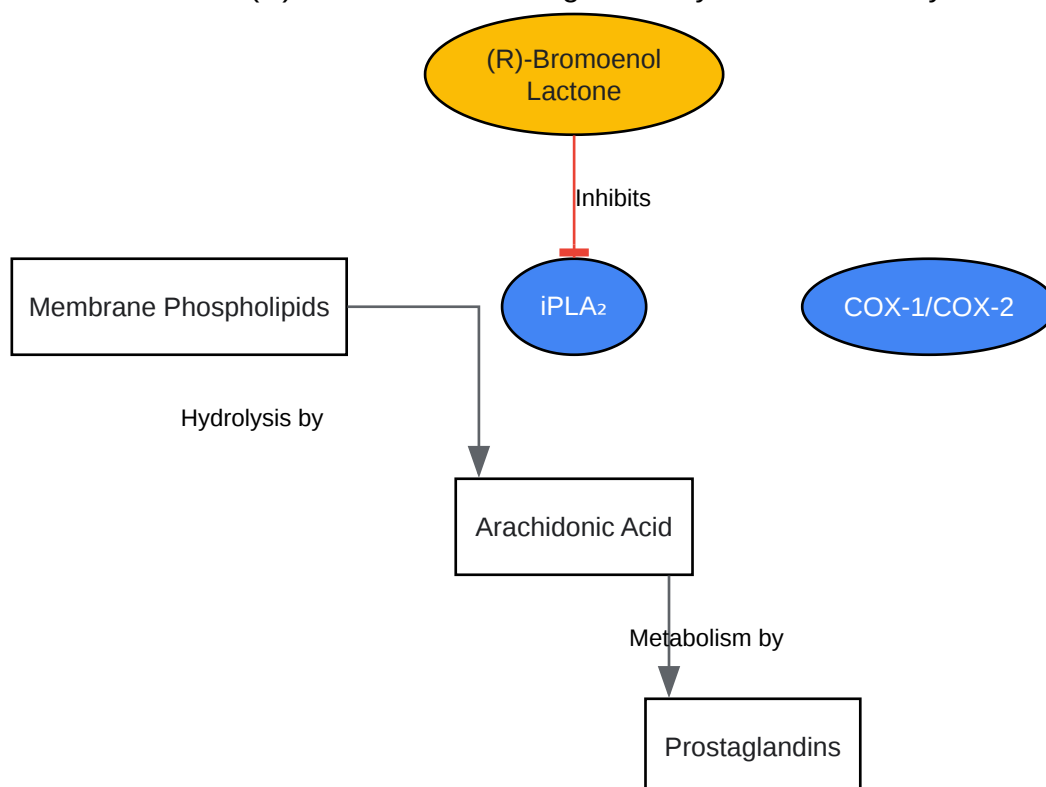 (R)-Bromoenol
Lactone
Inhibits
Membrane Phospholipids
iPLA₂
COX-1/COX-2
Hydrolysis by
Arachidonic Acid
Metabolism by
Prostaglandins